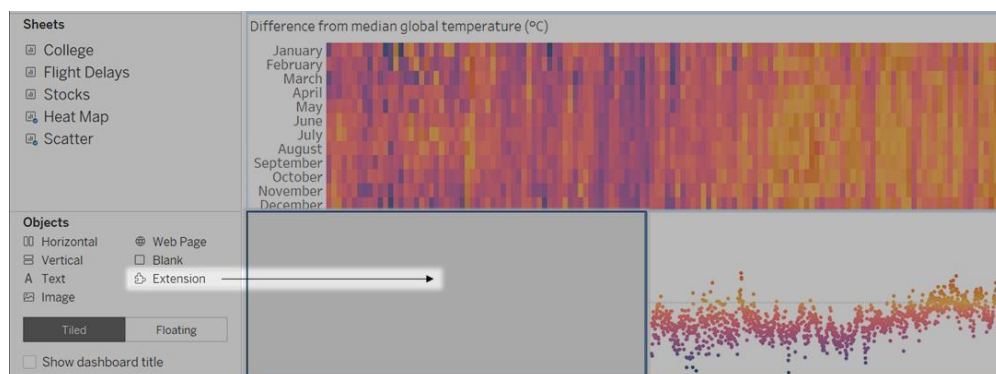 Sheets
College
Flight Delays
Stocks
Heat Map
Scatter
Objects
Horizontal
Web Page
Vertical
Blank
A Text
Extension
Image
Tiled
Floating
Show dashboard title
Difference from median global temperature (°C)
January
February
March
April
May
June
July
August
September
October
November
December